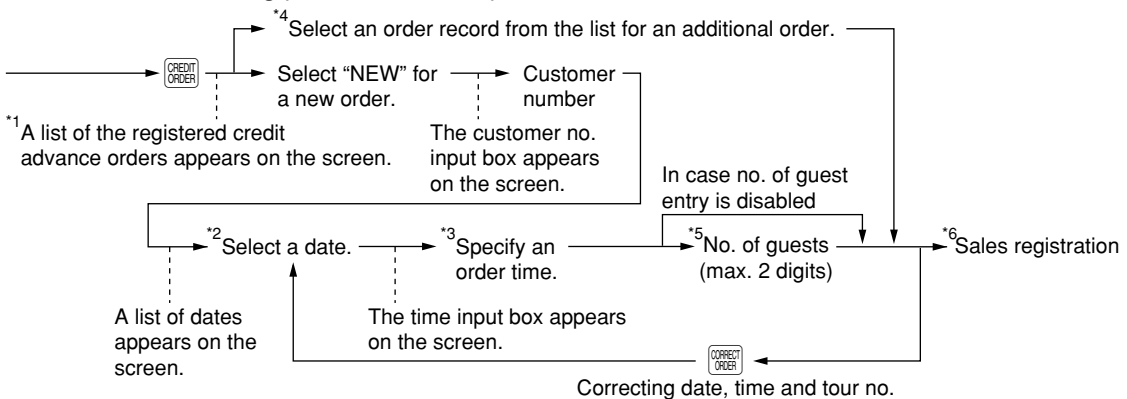 *4Select an order record from the list for an additional order.
CREDIT
ORDER
Select “NEW” for
a new order.
Customer
number
*1A list of the registered credit
advance orders appears on the screen.
The customer no.
input box appears
on the screen.
In case no. of guest
entry is disabled
*2Select a date.
*3Specify an
order time.
*5No. of guests
(max. 2 digits)
*6Sales registration
A list of dates
appears on the
screen.
The time input box appears
on the screen.
CORRECT
ORDER
Correcting date, time and tour no.